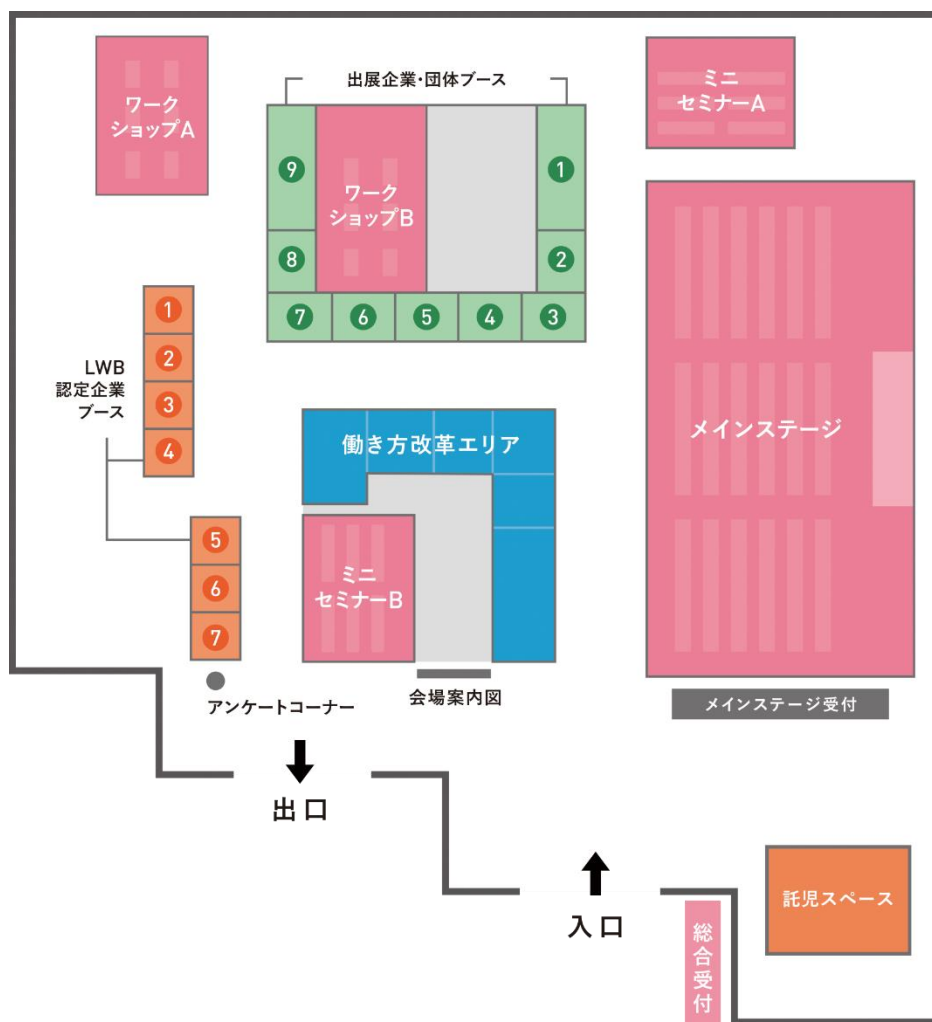 ワーク
ショップA
出展企業・団体ブース
ミニ
セミナーA
9
ワーク
ショップB
1
8
2
7
6
5
4
3
1
2
3
4
LWB
認定企業
ブース
5
6
7
働き方改革エリア
メインステージ
ミニ
セミナーB
アンケートコーナー
会場案内図
メインステージ受付
出口
入口
総合受付
託児スペース